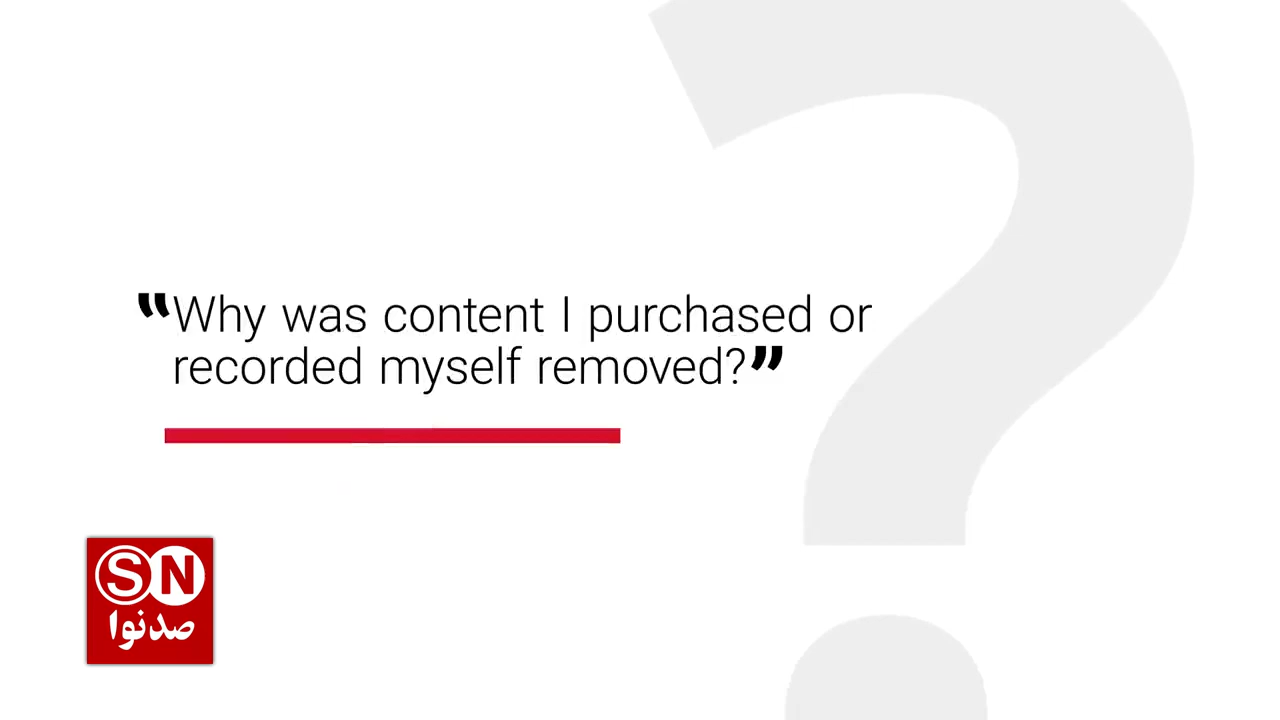 "Why was content I purchased or
recorded myself removed?"
SN
صدنوا